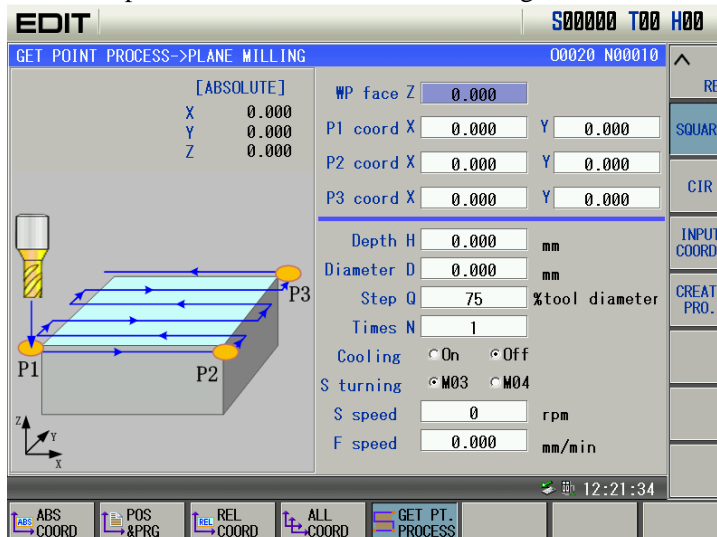 EDIT S00000 T00 H00
GET POINT PROCESS->PLANE MILLING O0020 N00010
[ABSOLUTE]
X 0.000
Y 0.000
Z 0.000
WP face Z 0.000
P1 coord X 0.000 Y 0.000
P2 coord X 0.000 Y 0.000
P3 coord X 0.000 Y 0.000
Depth H 0.000 mm
Diameter D 0.000 mm
Step Q 75 %tool diameter
Times N 1
Cooling On Off
S turning M03 M04
S speed 0 rpm
F speed 0.000 mm/min
P1
P2
P3
Z
Y
X
RE
SQUAR
CIR
INPUT
COORD
CREAT
PRO.
12:21:34
ABS
ABS
COORD
POS
&PRG
REL
REL
COORD
ALL
COORD
GET PT.
PROCESS